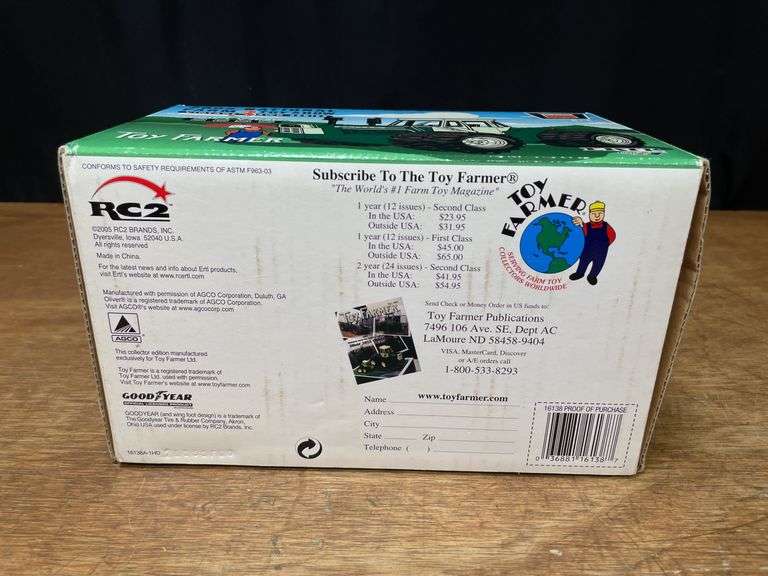 TOY FARMER
CONFORMS TO SAFETY REQUIREMENTS OF ASTM F963-03
RC2
©2005 RC2 BRANDS, INC.
Dyersville, Iowa 52040 U.S.A.
All rights reserved
Made in China.
For the latest news and info about Ertl products,
visit Ertl's website at www.rcertl.com
Manufactured with permission of AGCO Corporation, Duluth, GA
Oliver® is a registered trademark of AGCO Corporation.
Visit AGCO®'s website at www.agcocorp.com
AGCO
This collector edition manufactured
exclusively for Toy Farmer Ltd.
Toy Farmer is a registered trademark of
Toy Farmer Ltd. used with permission.
Visit Toy Farmer's website at www.toyfarmer.com
GOODYEAR
OFFICIAL LICENSED PRODUCT
GOODYEAR (and wing foot design) is a trademark of
The Goodyear Tire & Rubber Company, Akron,
Ohio USA used under license by RC2 Brands, Inc.
16138A-1HD
Subscribe To The Toy Farmer®
"The World's #1 Farm Toy Magazine"
1 year (12 issues) - Second Class
In the USA: $23.95
Outside USA: $31.95
1 year (12 issues) - First Class
In the USA: $45.00
Outside USA: $65.00
2 year (24 issues) - Second Class
In the USA: $41.95
Outside USA: $54.95
TOY FARMER®
SERVING FARM TOY
COLLECTORS WORLDWIDE
Send Check or Money Order in US funds to:
Toy Farmer Publications
7496 106 Ave. SE, Dept AC
LaMoure ND 58458-9404
VISA, MasterCard, Discover
or A/E orders call
1-800-533-8293
TOY FARMER
www.toyfarmer.com
Name
Address
City
State Zip
Telephone ( )
16138 PROOF OF PURCHASE
0 36881 16138 7